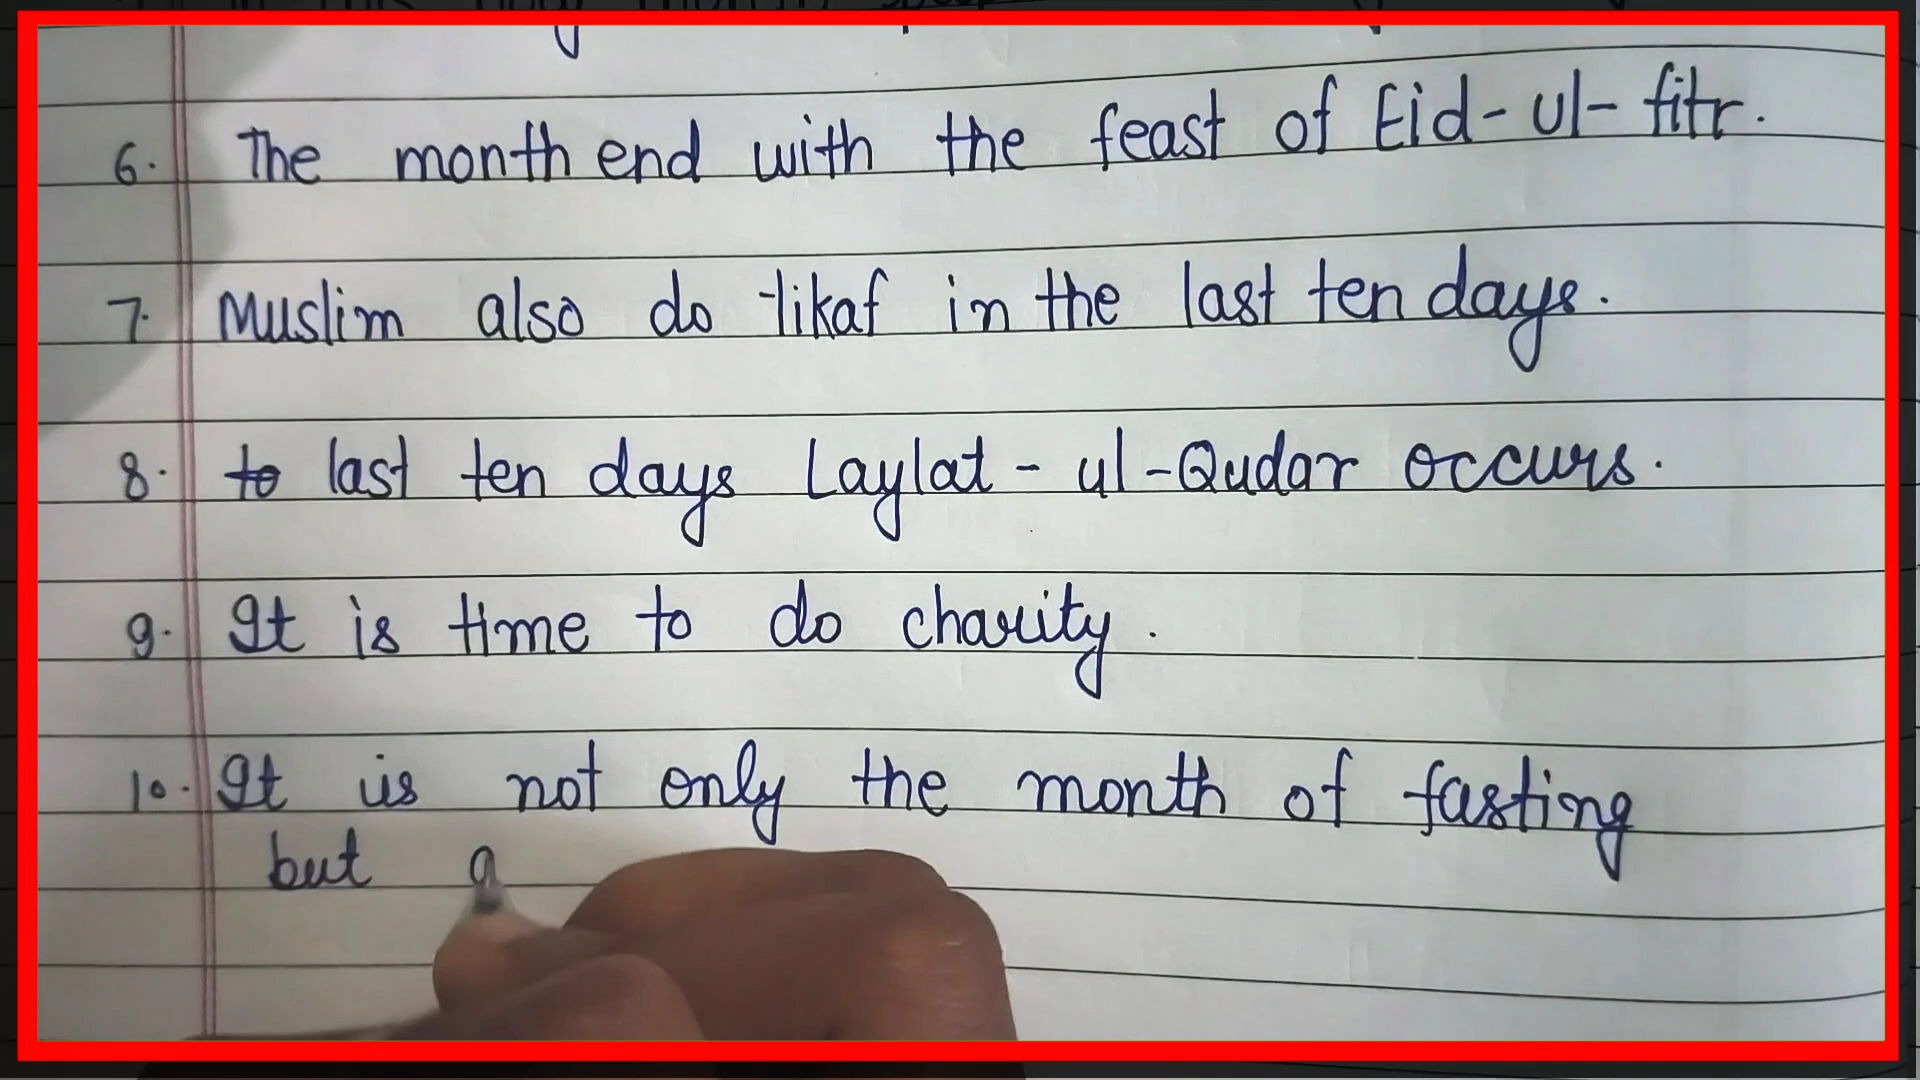 6. The month end with the feast of Eid-ul-fitr.
7. Muslim also do Itikaf in the last ten days.
8. to last ten days Laylat-ul-Qudar occurs.
9. It is time to do charity.
10. It is not only the month of fasting
but a